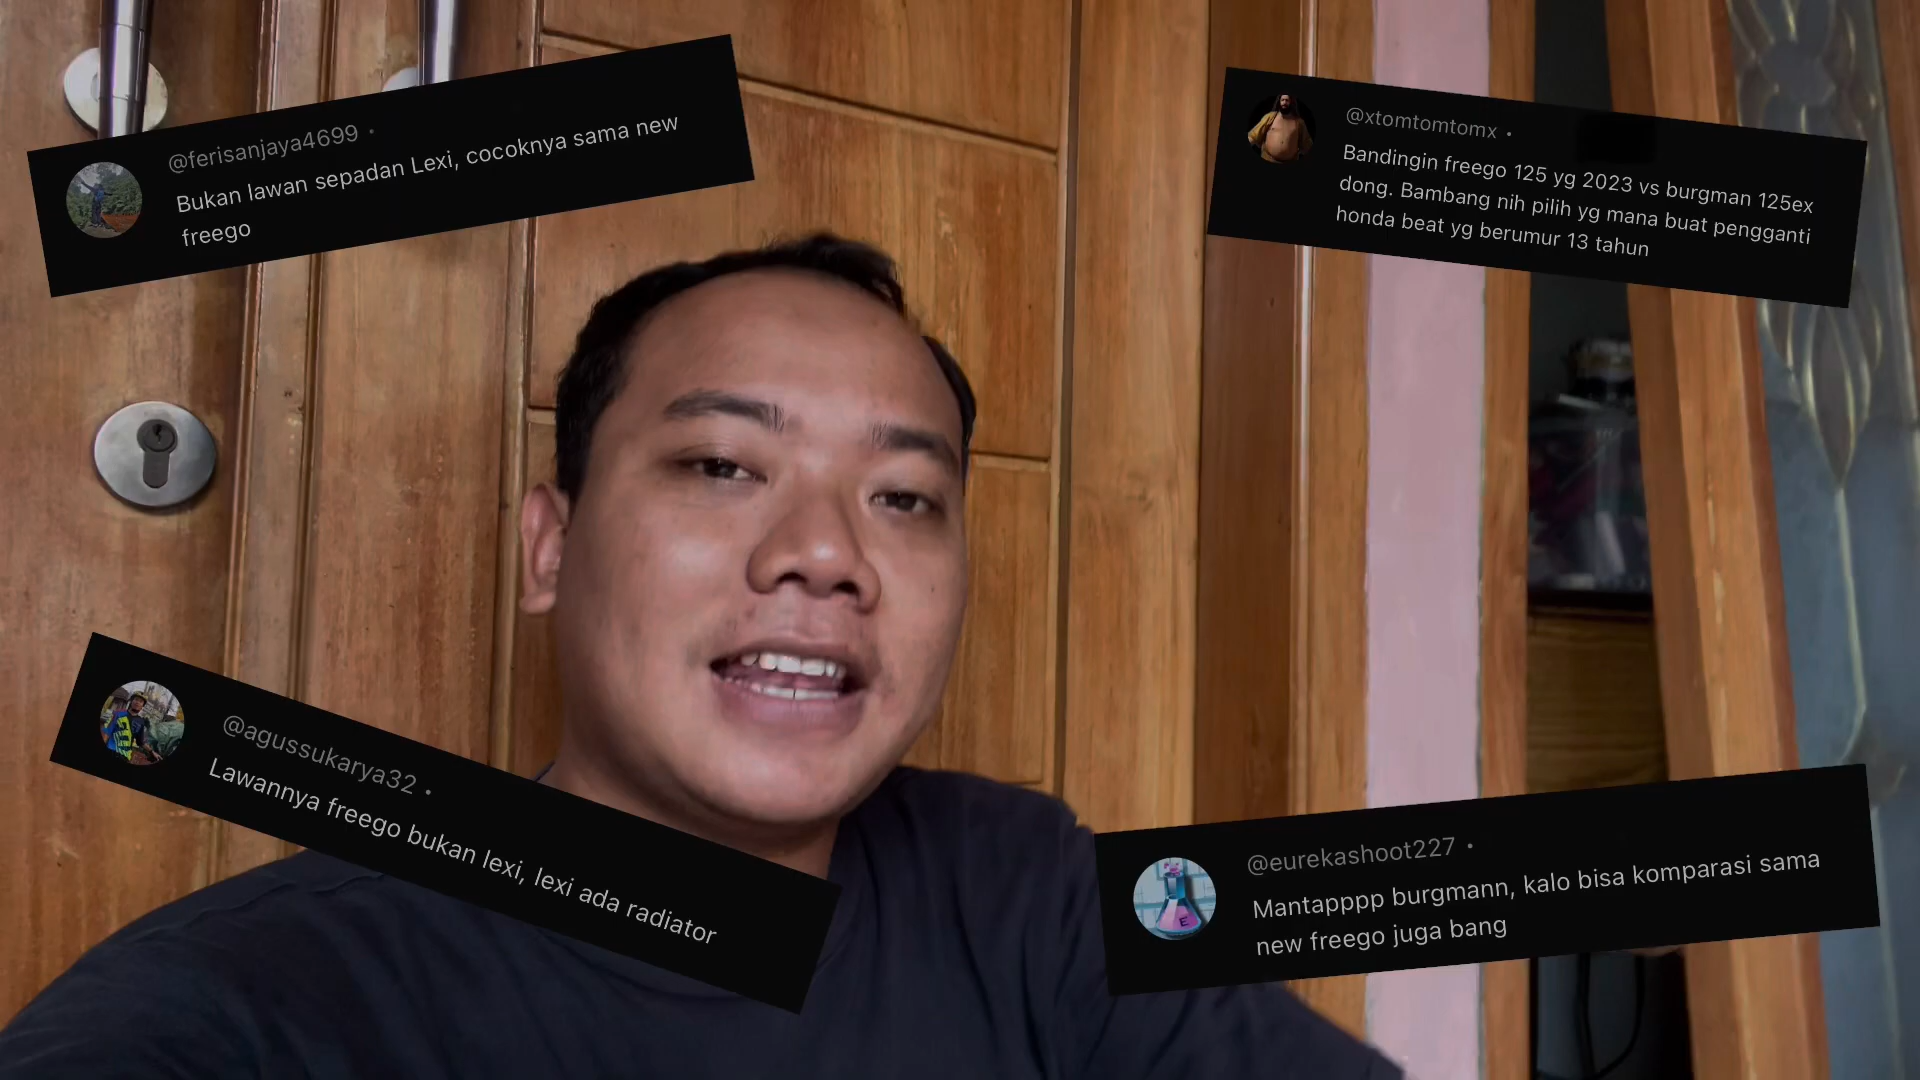 @ferisanjaya4699 •
Bukan lawan sepadan Lexi, cocoknya sama new
freego
@xtomtomtomx •
Bandingin freego 125 yg 2023 vs burgman 125ex
dong. Bambang nih pilih yg mana buat pengganti
honda beat yg berumur 13 tahun
@agussukarya32 •
Lawannya freego bukan lexi, lexi ada radiator
@eurekashoot227 •
Mantapppp burgmann, kalo bisa komparasi sama
new freego juga bang